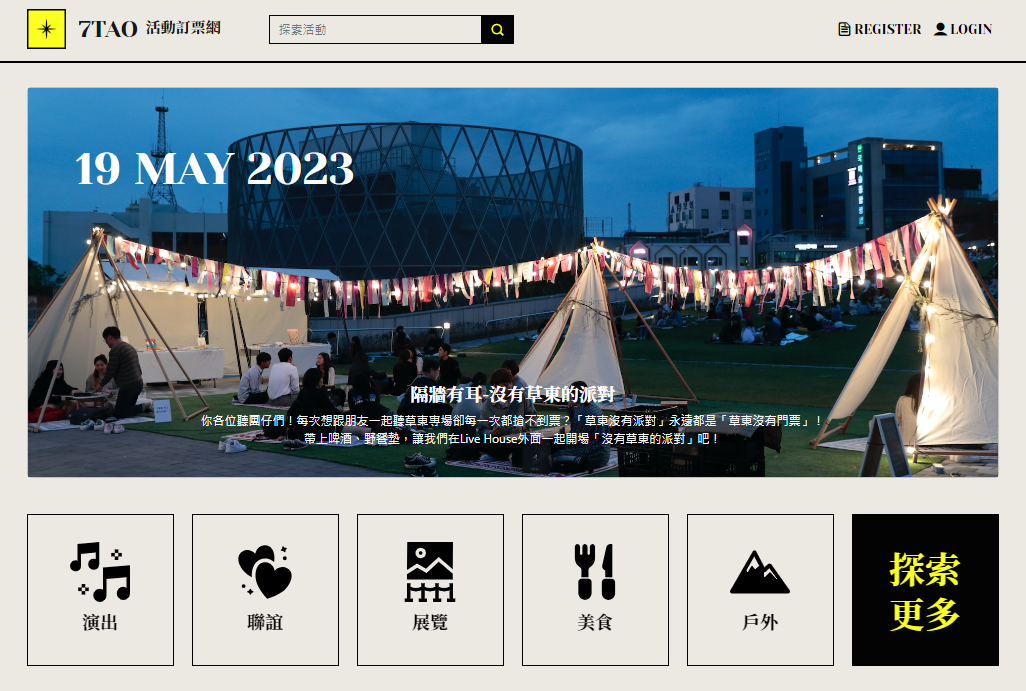 7TAO 活動訂票網
探索活動
REGISTER
LOGIN
19 MAY 2023
隔牆有耳-沒有草東的派對
你各位聽團仔們！每次想跟朋友一起聽草東專場卻每一次都搶不到票？「草東沒有派對」永遠都是「草東沒有門票」！
帶上啤酒、野餐墊，讓我們在Live House外面一起開場「沒有草東的派對」吧！
演出
聯誼
展覽
美食
戶外
探索
更多